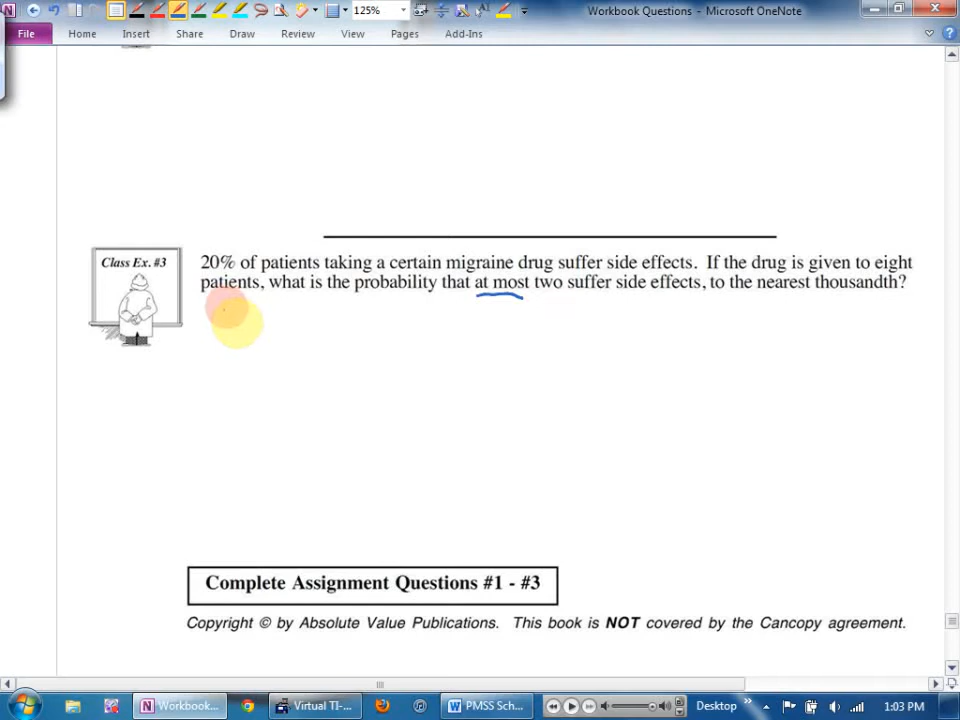 125%
Workbook Questions - Microsoft OneNote
File Home Insert Share Draw Review View Pages Add-Ins
Class Ex. #3
20% of patients taking a certain migraine drug suffer side effects. If the drug is given to eight
patients, what is the probability that at most two suffer side effects, to the nearest thousandth?
Complete Assignment Questions #1 - #3
Copyright © by Absolute Value Publications. This book is NOT covered by the Cancopy agreement.
Workbook... Virtual TI-... PMSS Sch... Desktop 1:03 PM